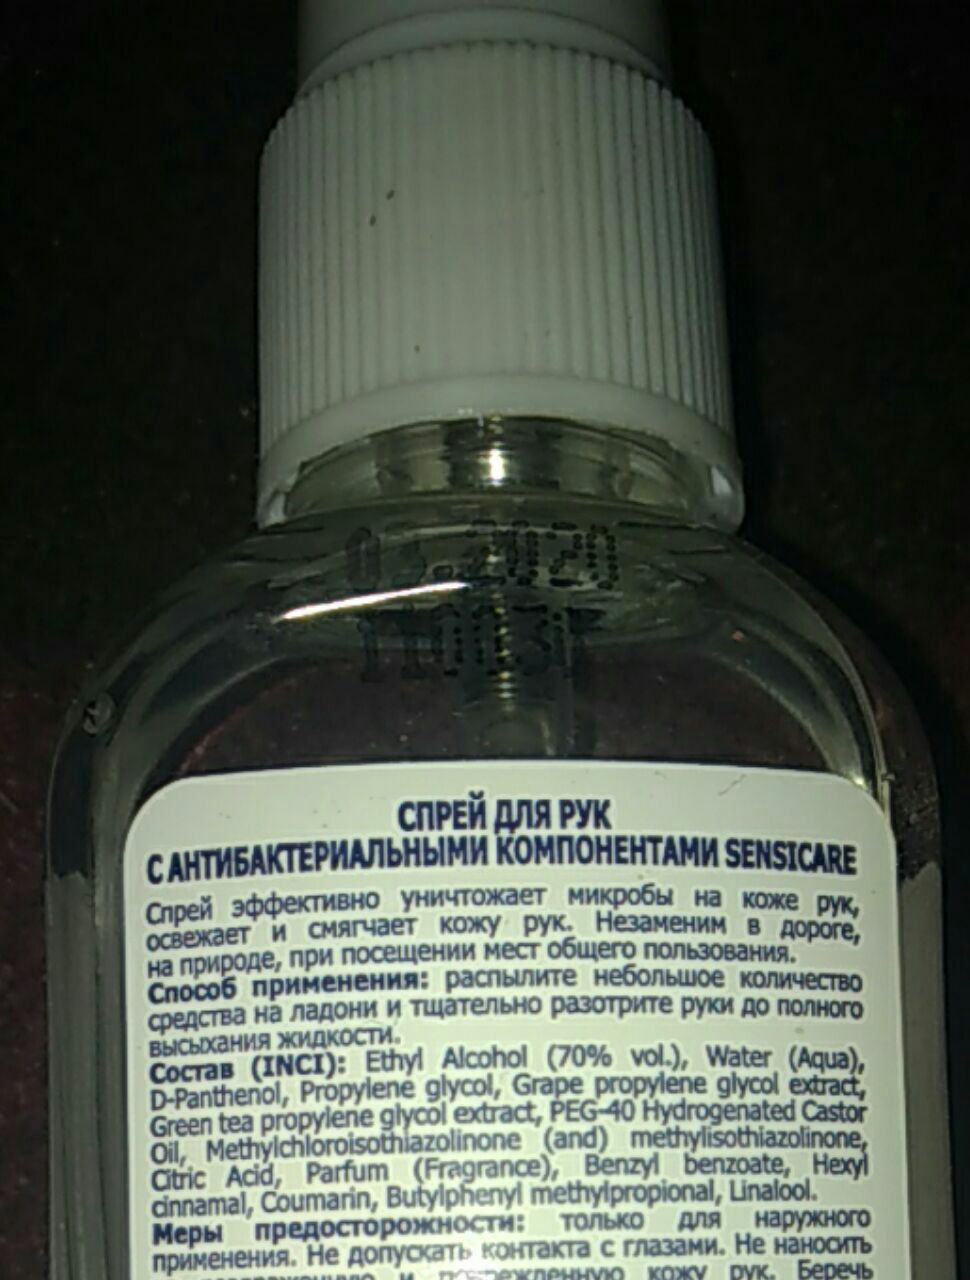 СПРЕЙ ДЛЯ РУК
С АНТИБАКТЕРИАЛЬНЫМИ КОМПОНЕНТАМИ SENSICARE
Спрей эффективно уничтожает микробы на коже рук,
освежает и смягчает кожу рук. Незаменим в дороге,
на природе, при посещении мест общего пользования.
Способ применения: распылите небольшое количество
средства на ладони и тщательно разотрите руки до полного
высыхания жидкости.
Состав (INCI): Ethyl Alcohol (70% vol.), Water (Aqua),
D-Panthenol, Propylene glycol, Grape propylene glycol extract,
Green tea propylene glycol extract, PEG-40 Hydrogenated Castor
Oil, Methylchloroisothiazolinone (and) methylisothiazolinone,
Citric Acid, Parfum (Fragrance), Benzyl benzoate, Hexyl
cinnamal, Coumarin, Butylphenyl methylpropional, Linalool.
Меры предосторожности: только для наружного
применения. Не допускать контакта с глазами. Не наносить
и кожу рук. Беречь